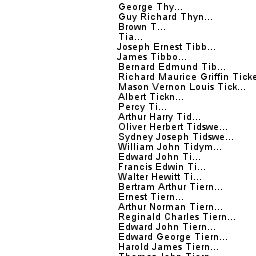 George Thy...
Guy Richard Thyn...
Brown T...
Tia...
Joseph Ernest Tibb...
James Tibbo...
Bernard Edmund Tib...
Richard Maurice Griffin Ticke
Mason Vernon Louis Tick...
Albert Tickn...
Percy Ti...
Arthur Harry Tid...
Oliver Herbert Tidswe...
Sydney Joseph Tidswe...
William John Tidym...
Edward John Ti...
Francis Edwin Ti...
Walter Hewitt Ti...
Bertram Arthur Tiern...
Ernest Tiern...
Arthur Norman Tiern...
Reginald Charles Tiern...
Edward John Tiern...
Edward George Tiern...
Harold James Tiern...
Thomas John Tiern...